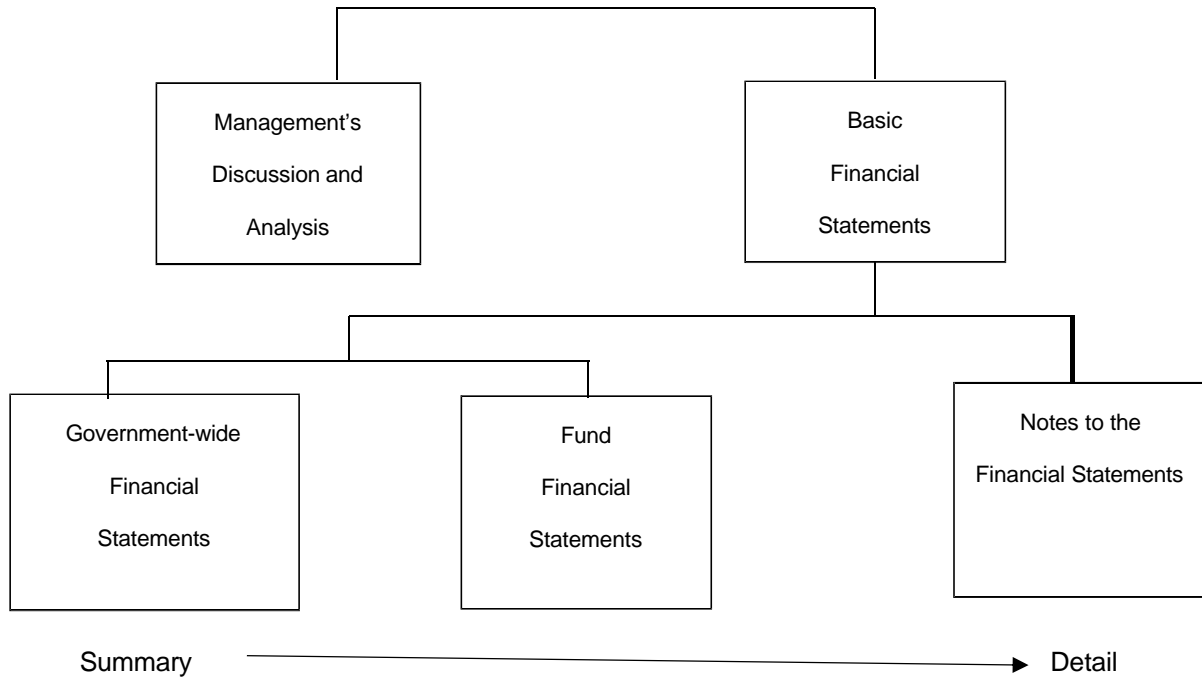 Management’s
Discussion and
Analysis
Basic
Financial
Statements
Government-wide
Financial
Statements
Fund
Financial
Statements
Notes to the
Financial Statements
Summary
Detail